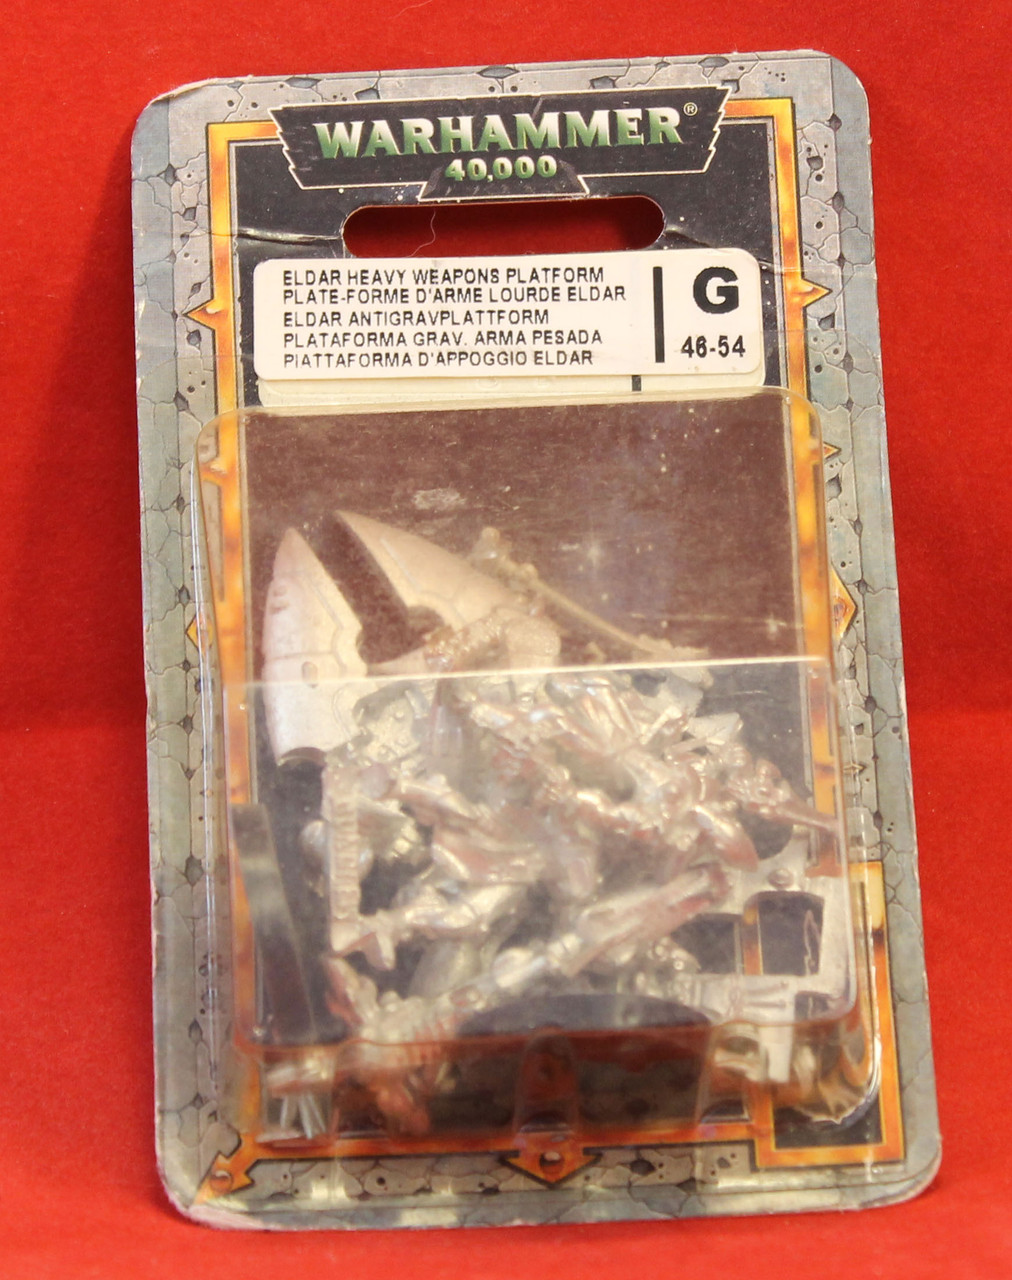 WARHAMMER®
40,000
ELDAR HEAVY WEAPONS PLATFORM
PLATE-FORME D'ARME LOURDE ELDAR
ELDAR ANTIGRAVPLATTFORM
PLATAFORMA GRAV. ARMA PESADA
PIATTAFORMA D'APPOGGIO ELDAR
G
46-54